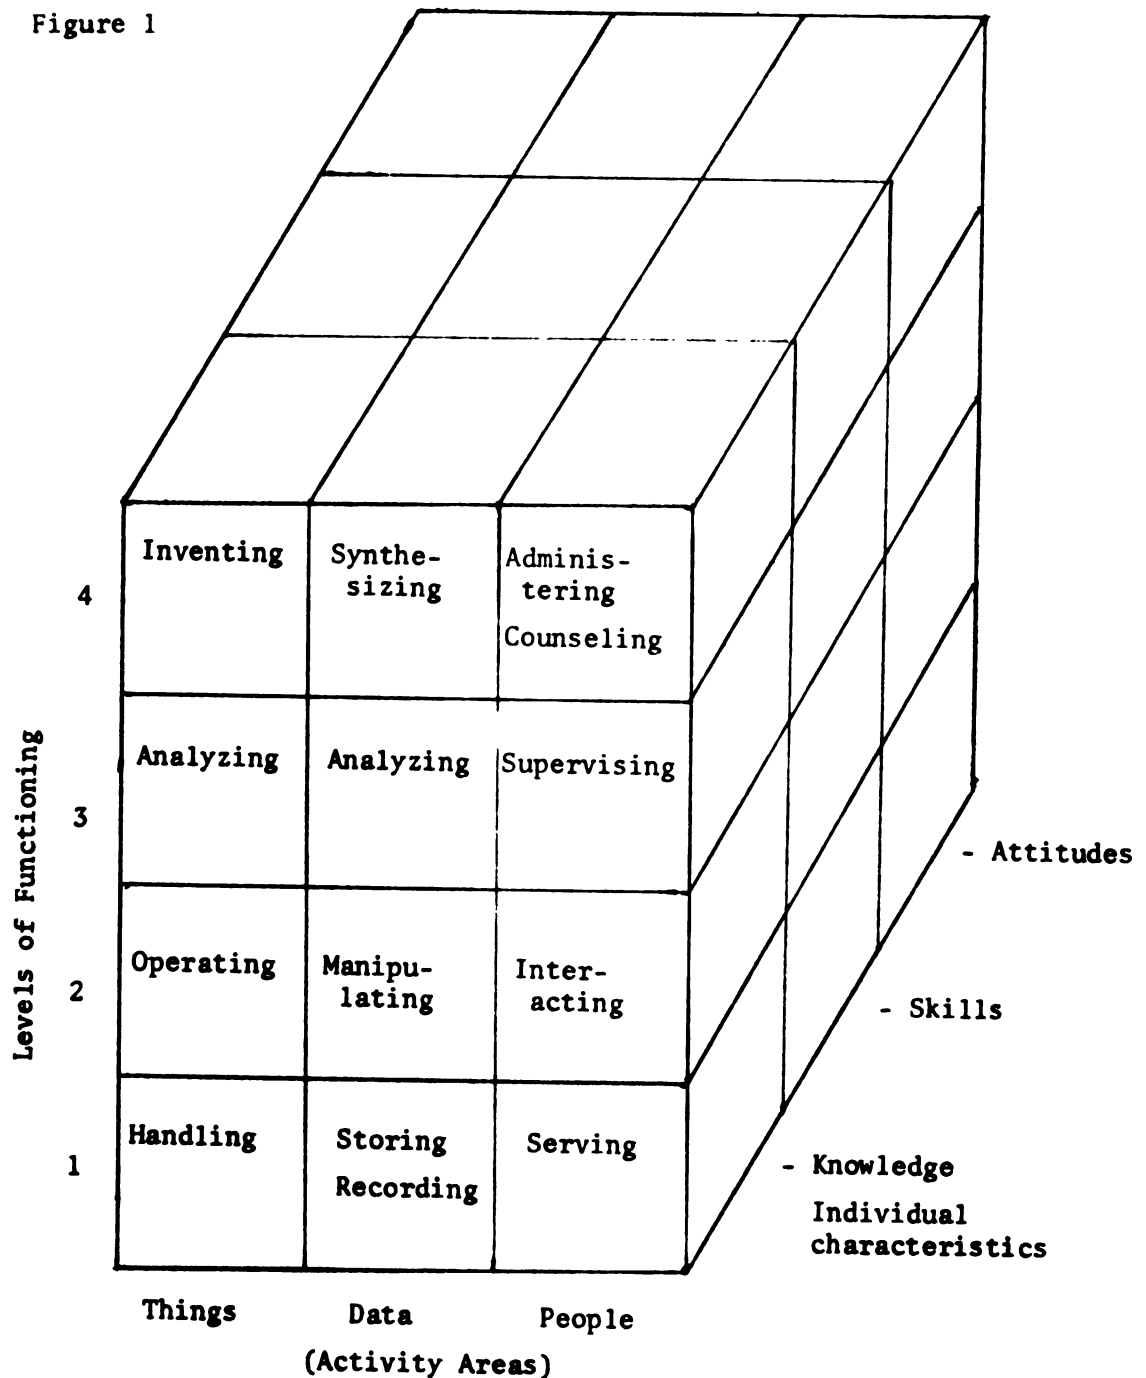 Figure 1
4
Inventing
Synthe-
sizing
Adminis-
tering
Counseling
Levels of Functioning
3
Analyzing
Analyzing
Supervising
- Attitudes
2
Operating
Manipu-
lating
Inter-
acting
- Skills
1
Handling
Storing
Recording
Serving
- Knowledge
Individual
characteristics
Things Data People
(Activity Areas)